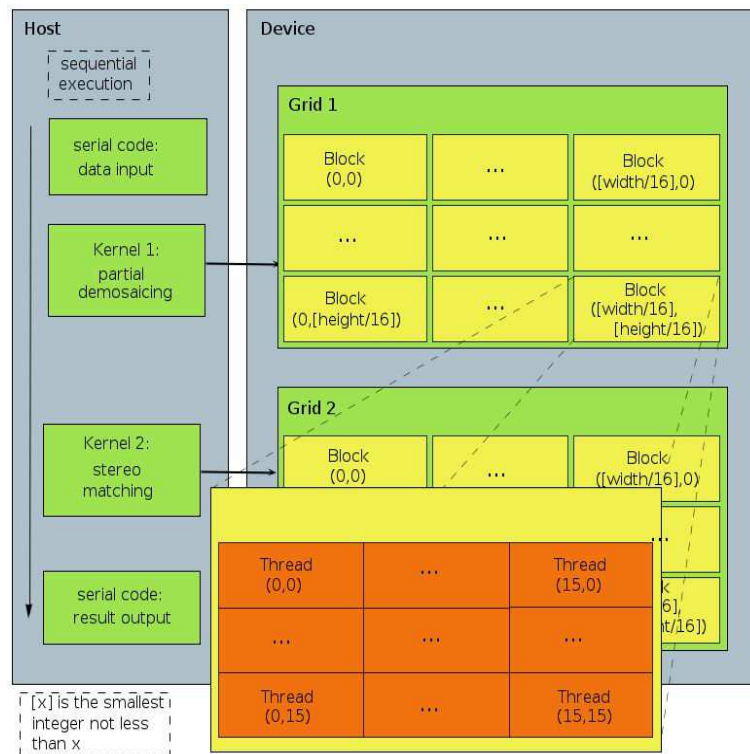 Host
sequential
execution
serial code:
data input
Kernel 1:
partial
demosaicing
Kernel 2:
stereo
matching
serial code:
result output
[x] is the smallest
integer not less
than x
Device
Grid 1
Block
(0,0)
...
Block
([width/16],0)
...
...
...
Block
(0,[height/16])
...
Block
([width/16],
[height/16])
Grid 2
Block
(0,0)
...
Block
([width/16],0)
...
k
6],
ht/16])
Thread
(0,0)
...
Thread
(15,0)
...
...
...
Thread
(0,15)
...
Thread
(15,15)